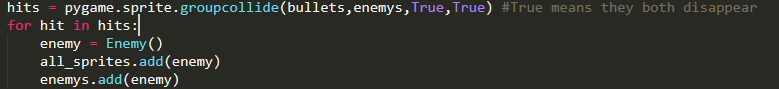 hits = pygame.sprite.groupcollide(bullets,enemys,True,True) #True means they both disappear
for hit in hits:
    enemy = Enemy()
    all_sprites.add(enemy)
    enemys.add(enemy)